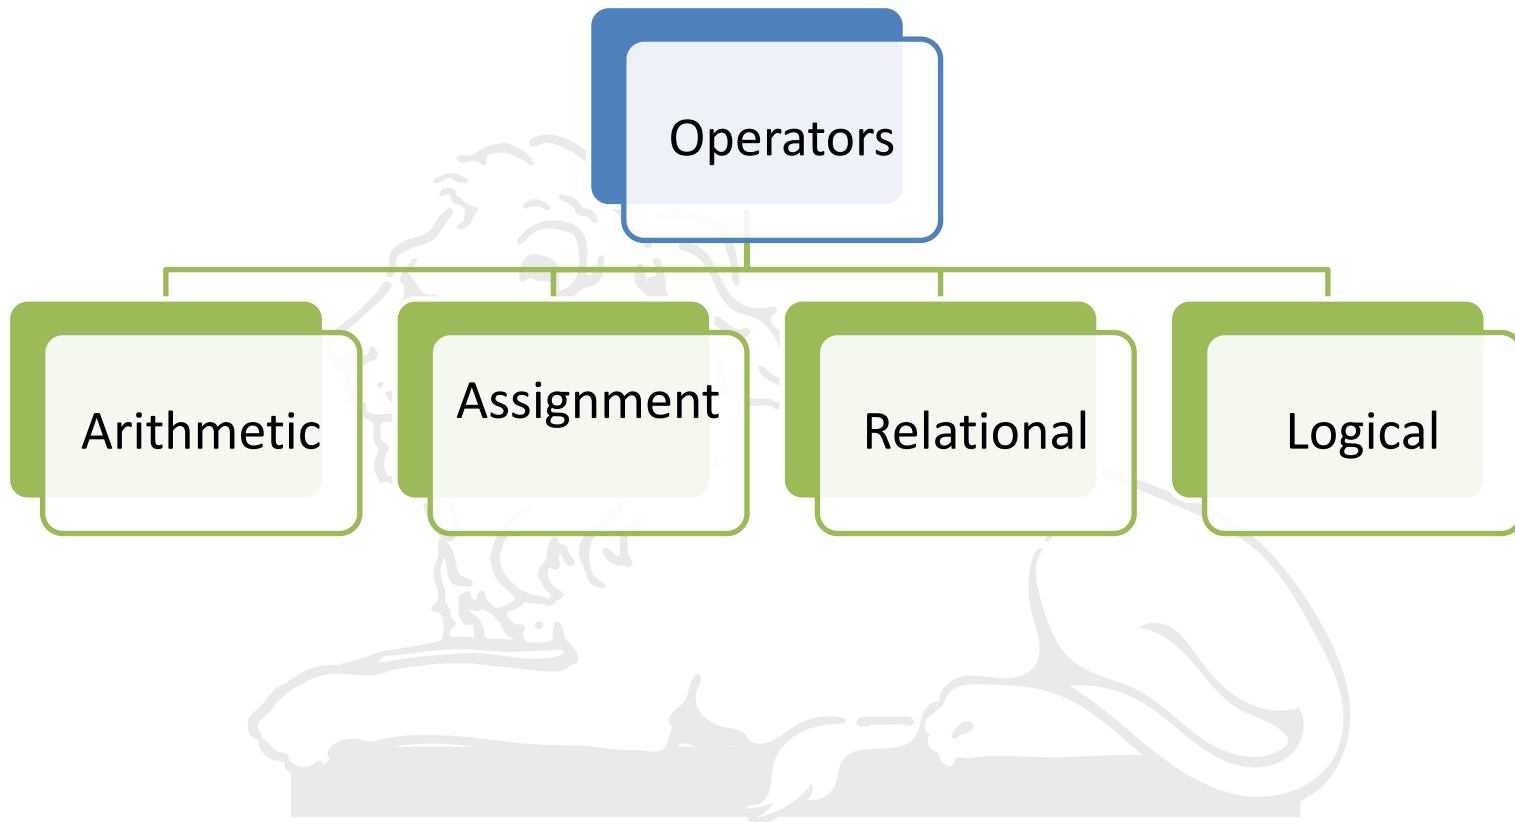 Operators
Arithmetic
Assignment
Relational
Logical